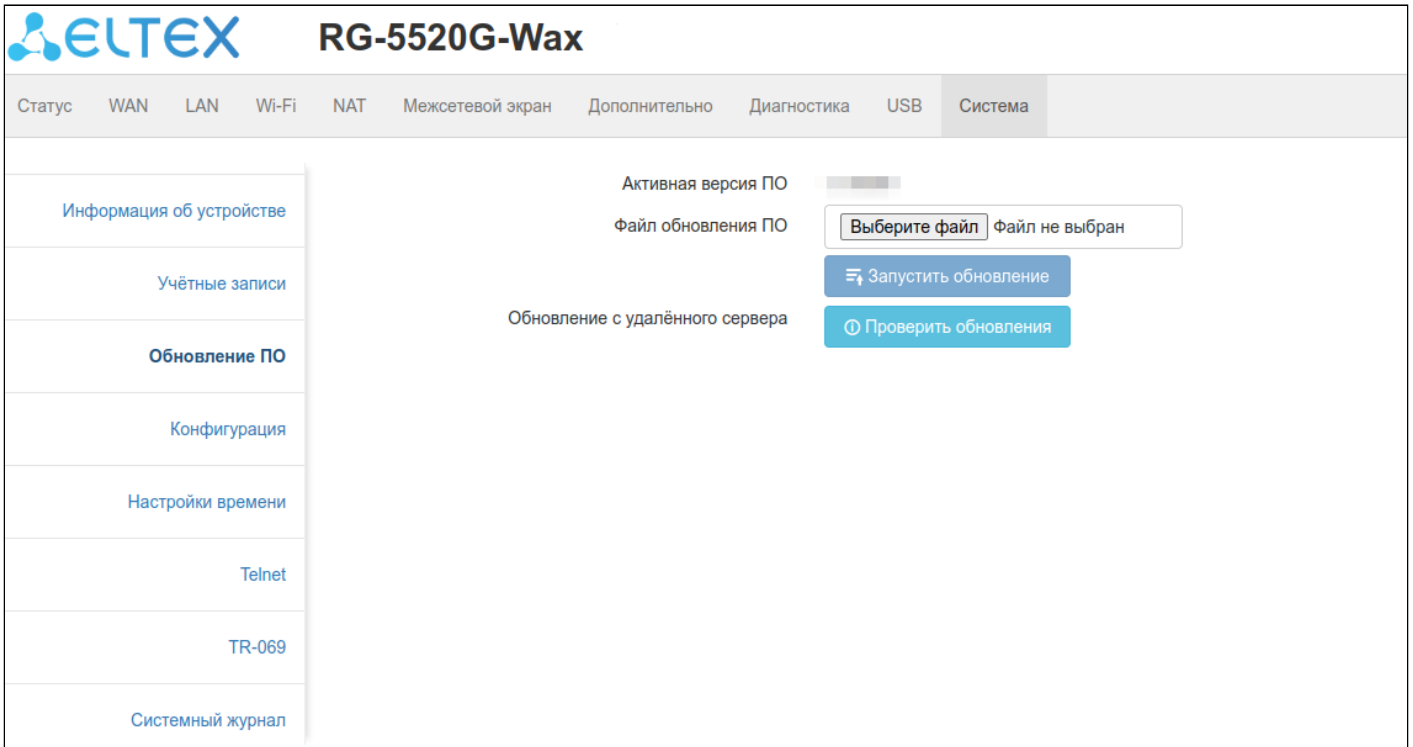 ELTEX RG-5520G-Wax
Статус WAN LAN Wi-Fi NAT Межсетевой экран Дополнительно Диагностика USB Система
Активная версия ПО
Информация об устройстве
Файл обновления ПО Выберите файл Файл не выбран
Запустить обновление
Учётные записи
Обновление с удалённого сервера Проверить обновления
Обновление ПО
Конфигурация
Настройки времени
Telnet
TR-069
Системный журнал